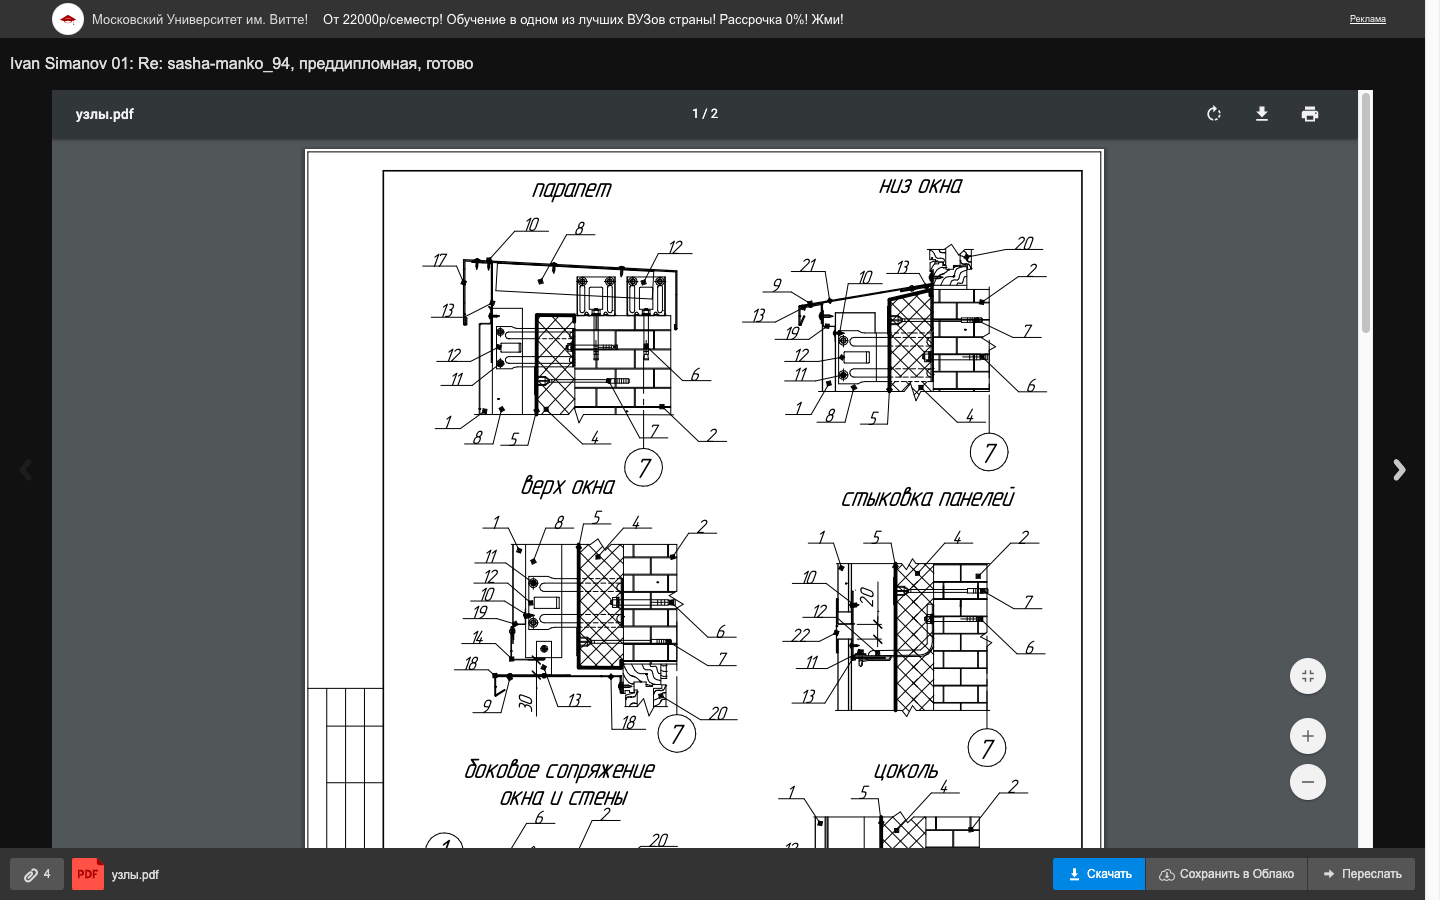 Московский Университет им. Витте! От 22000р/семестр! Обучение в одном из лучших ВУЗов страны! Рассрочка 0%! Жми! Реклама
Ivan Simanov 01: Re: sasha-manko_94, преддипломная, готово
узлы.pdf 1 / 2
парапет
10 8 12
17
13
12
11
6
1 8 5 4 7 2
7
низ окна
20
21 10 13 2
9
13
19
12
11
7
6
1 8 5 4
7
верх окна
1 8 5 4 2
11
12
10
19
14
18
9 30 13 18 20
6
7
7
стыковка панелей
1 5 4 2
10
12 20
22
11
13
7
6
7
боковое сопряжение
окна и стены
6 2 20
1
цоколь
1 5 4 2
12
4 PDF узлы.pdf Скачать Сохранить в Облако Переслать